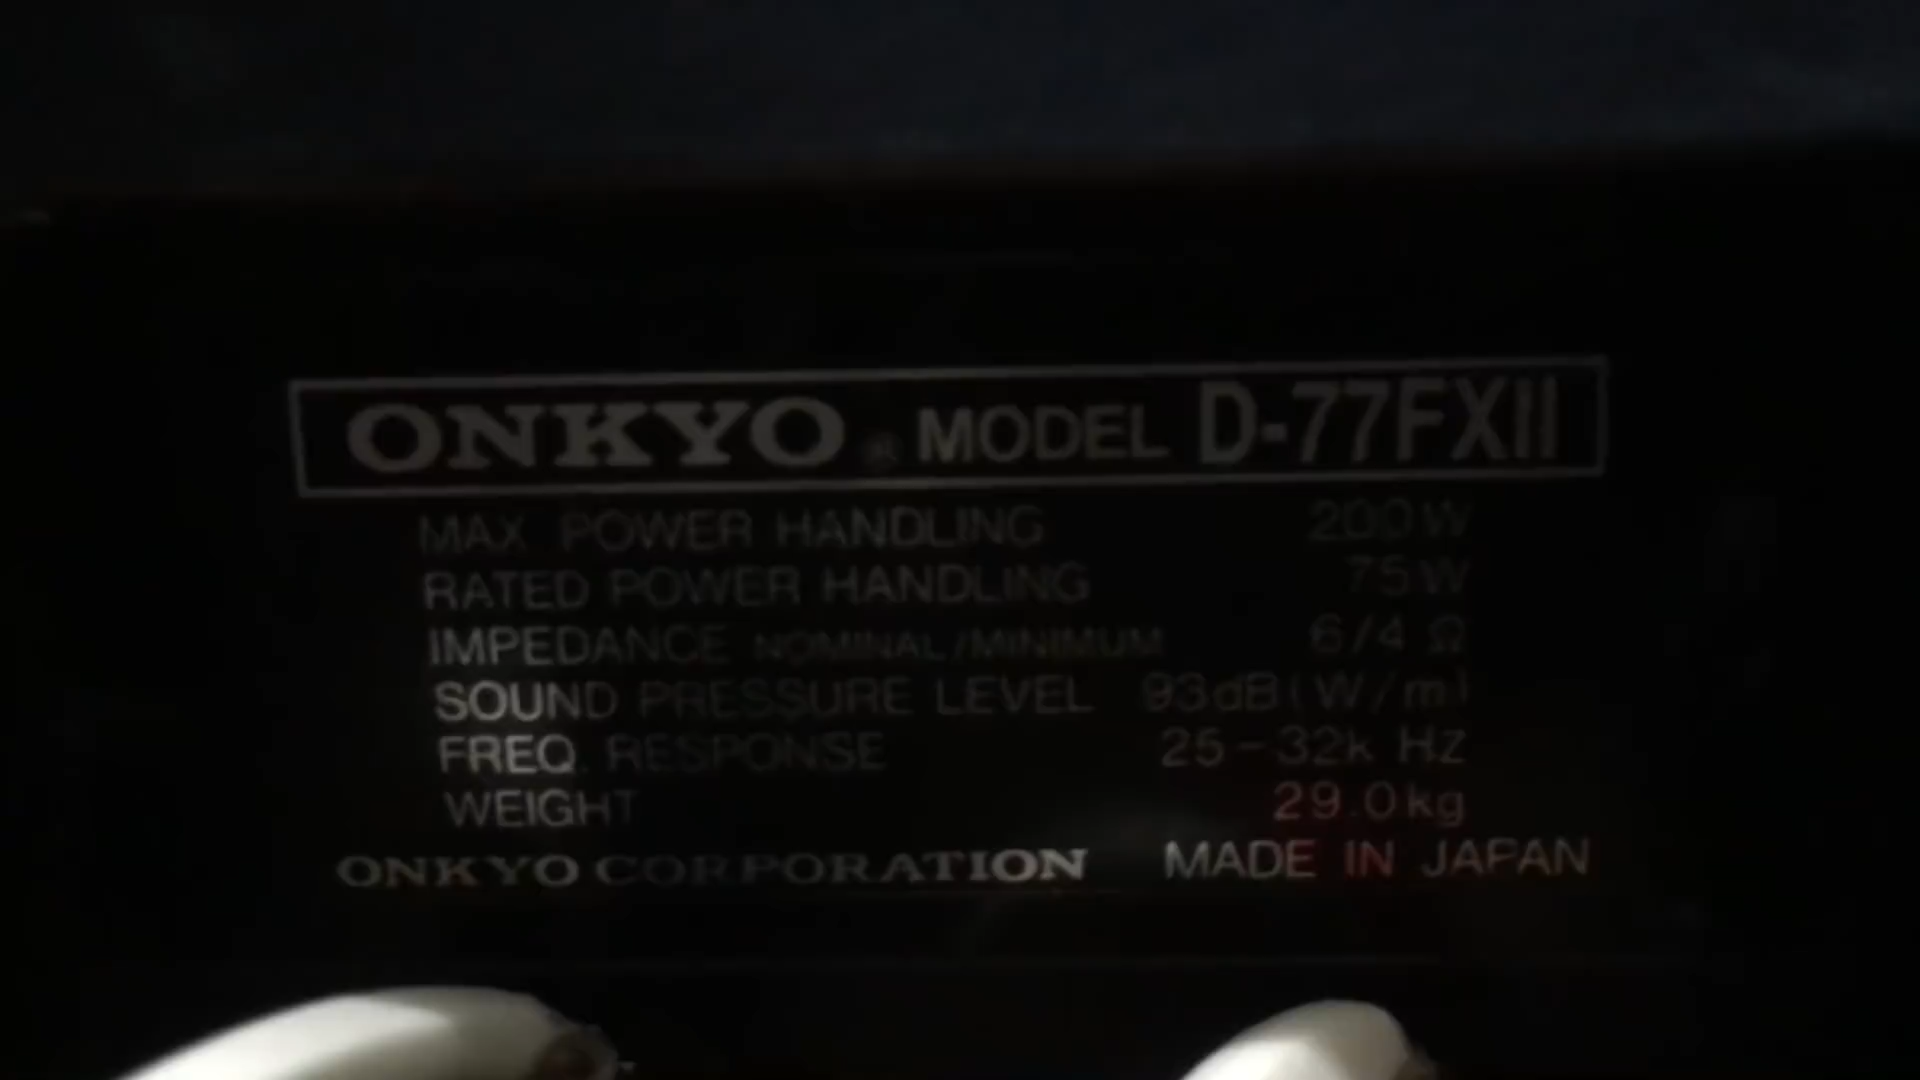 ONKYO ® MODEL D-77FXII
MAX. POWER HANDLING 200W
RATED POWER HANDLING 75W
IMPEDANCE NOMINAL/MINIMUM 6/4 Ω
SOUND PRESSURE LEVEL 93dB(W/m)
FREQ. RESPONSE 25-32k Hz
WEIGHT 29.0kg
ONKYO CORPORATION MADE IN JAPAN